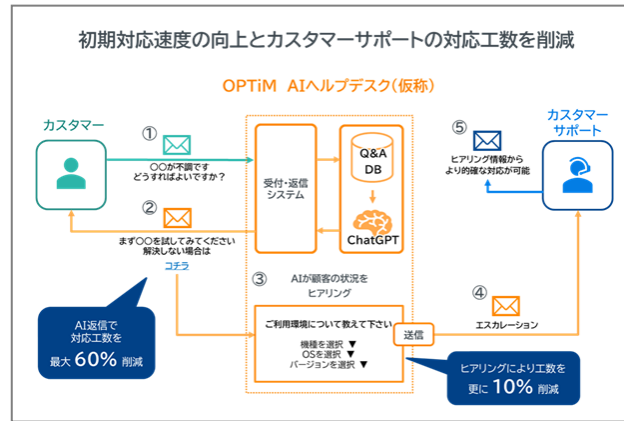 初期対応速度の向上とカスタマーサポートの対応工数を削減
OPTiM AIヘルプデスク(仮称)
カスタマー
①
〇〇が不調です
どうすればよいですか？
②
まず〇〇を試してみてください
解決しない場合は
コチラ
受付・返信
システム
Q&A
DB
ChatGPT
カスタマー
サポート
⑤
ヒアリング情報から
より的確な対応が可能
③
AIが顧客の状況を
ヒアリング
ご利用環境について教えて下さい
機種を選択 ▼
OSを選択 ▼
バージョンを選択 ▼
送信
④
エスカレーション
AI返信で
対応工数を
最大 60% 削減
ヒアリングにより工数を
更に 10% 削減